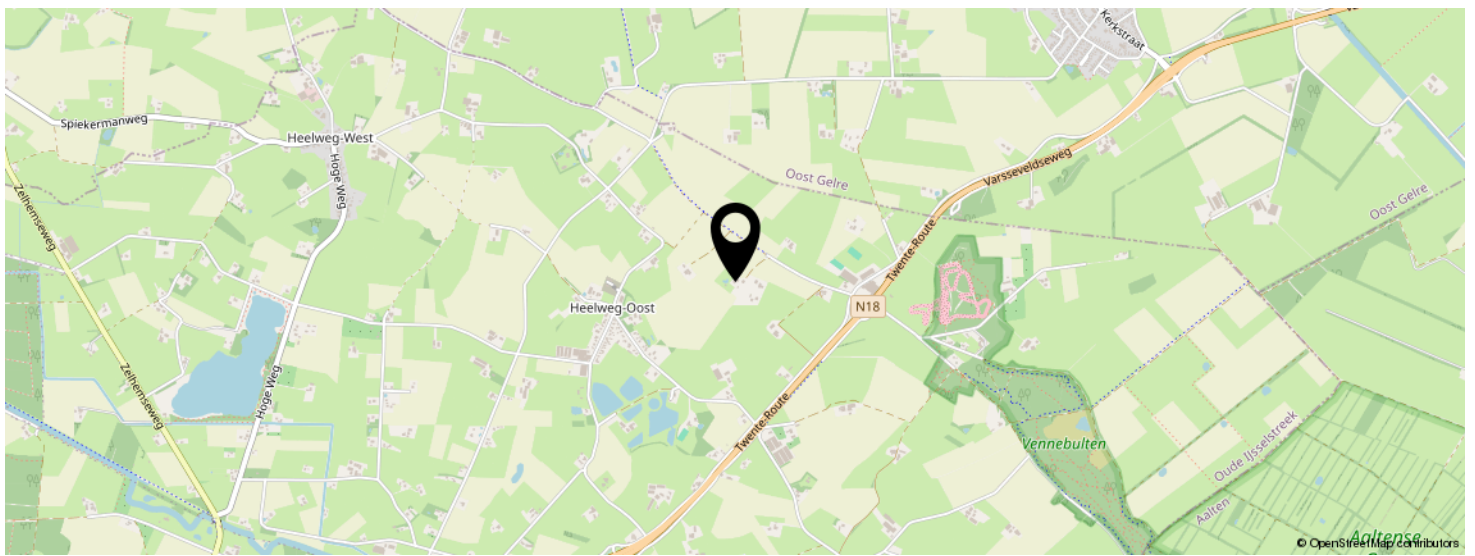 Kerkstraat
Spiekermanweg
Heelweg-West
Hoge Weg
Varsseveldseweg
Oost Gelre
Oost Gelre
Zelhemseweg
Twente-Route
Heelweg-Oost
N18
Zelhemseweg
Hoge Weg
Twente-Route
Vennebulten
Oude IJsselstreek
Aalten
Aaltense
© OpenStreetMap contributors